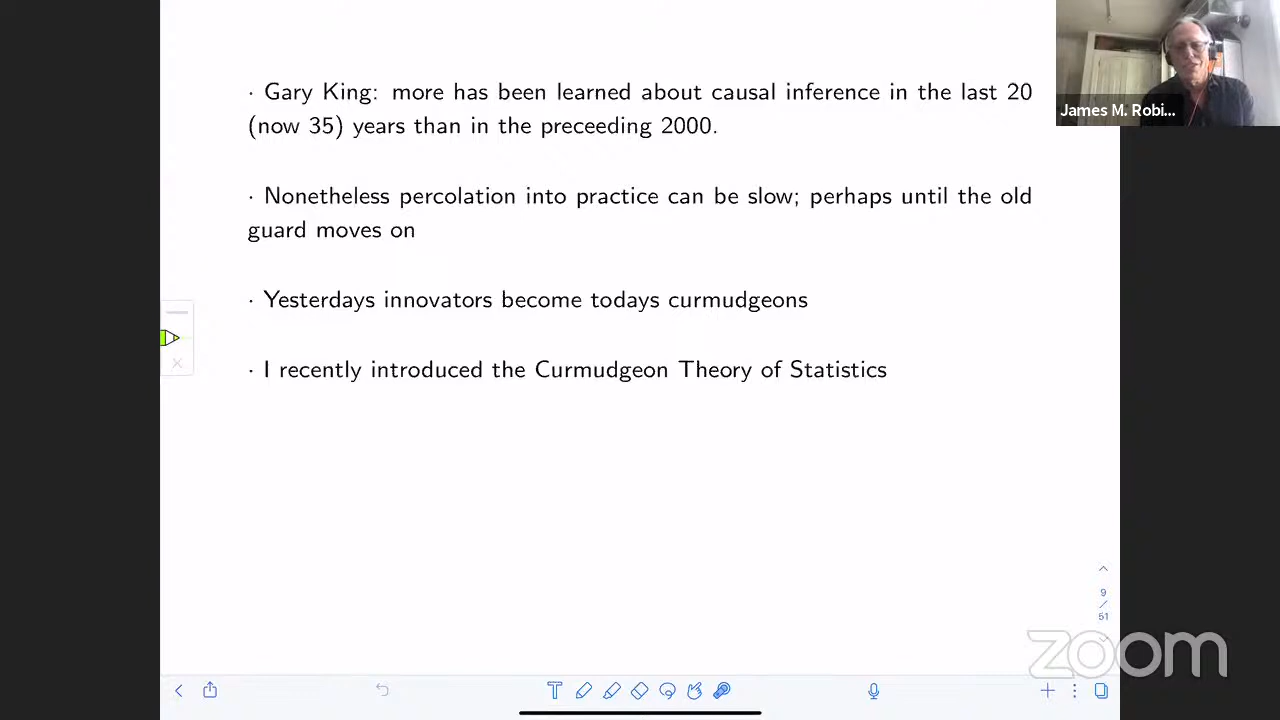 · Gary King: more has been learned about causal inference in the last 20
(now 35) years than in the preceeding 2000.
James M. Robi...
· Nonetheless percolation into practice can be slow; perhaps until the old
guard moves on
· Yesterdays innovators become todays curmudgeons
· I recently introduced the Curmudgeon Theory of Statistics
9
/
51
zoom